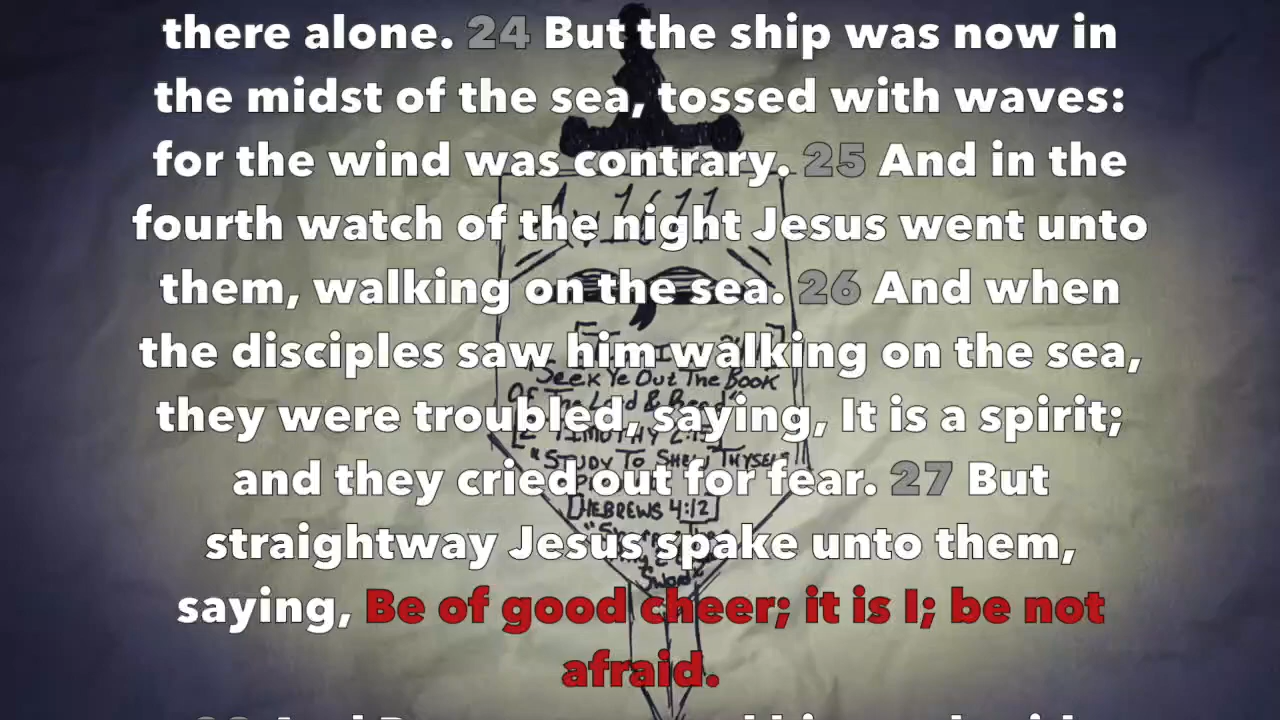 there alone. 24 But the ship was now in
the midst of the sea, tossed with waves:
for the wind was contrary. 25 And in the
fourth watch of the night Jesus went unto
them, walking on the sea. 26 And when
the disciples saw him walking on the sea,
they were troubled, saying, It is a spirit;
and they cried out for fear. 27 But
straightway Jesus spake unto them,
saying, Be of good cheer; it is I; be not
afraid.
Av 1611
"Seek Ye Out The Book
Of The Lord & Read"
[2 TIMOTHY 2:15]
"STUDY To SHEW THYSELF
[HEBREWS 4:12]
Sword"